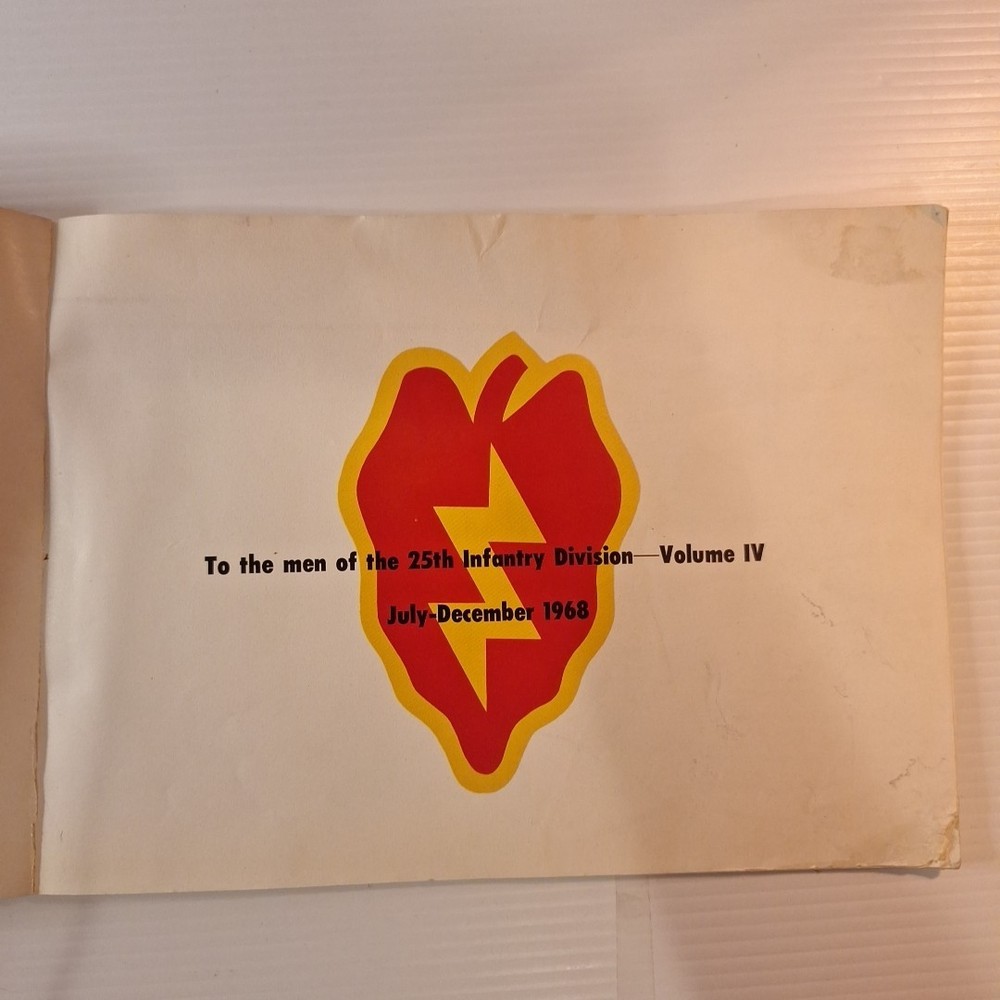 To the men of the 25th Infantry Division—Volume IV
July-December 1968